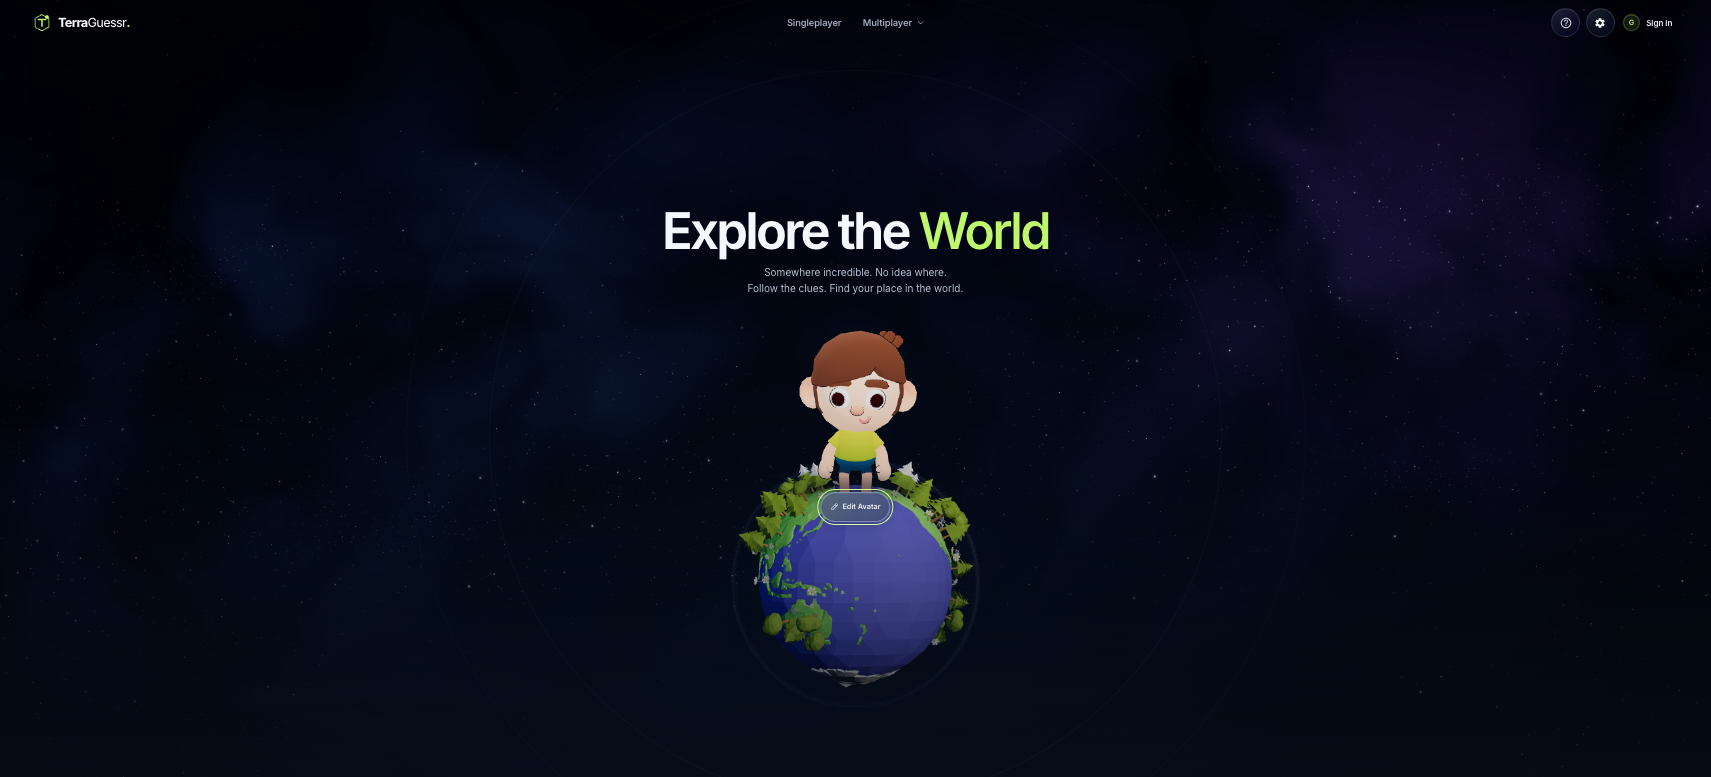 TerraGuessr.
Singleplayer
Multiplayer
G
Sign In
Explore the World
Somewhere incredible. No idea where.
Follow the clues. Find your place in the world.
Edit Avatar